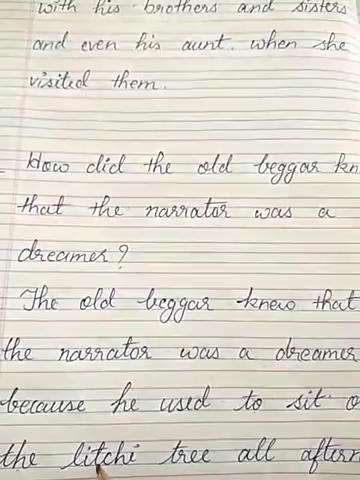 with his brothers and sisters
and even his aunt. when she
visited them.
How did the old beggar kn
that the narrator was a
dreamer?
The old beggar knew that
the narrator was a dreamer
because he used to sit o
the litchi tree all aftern